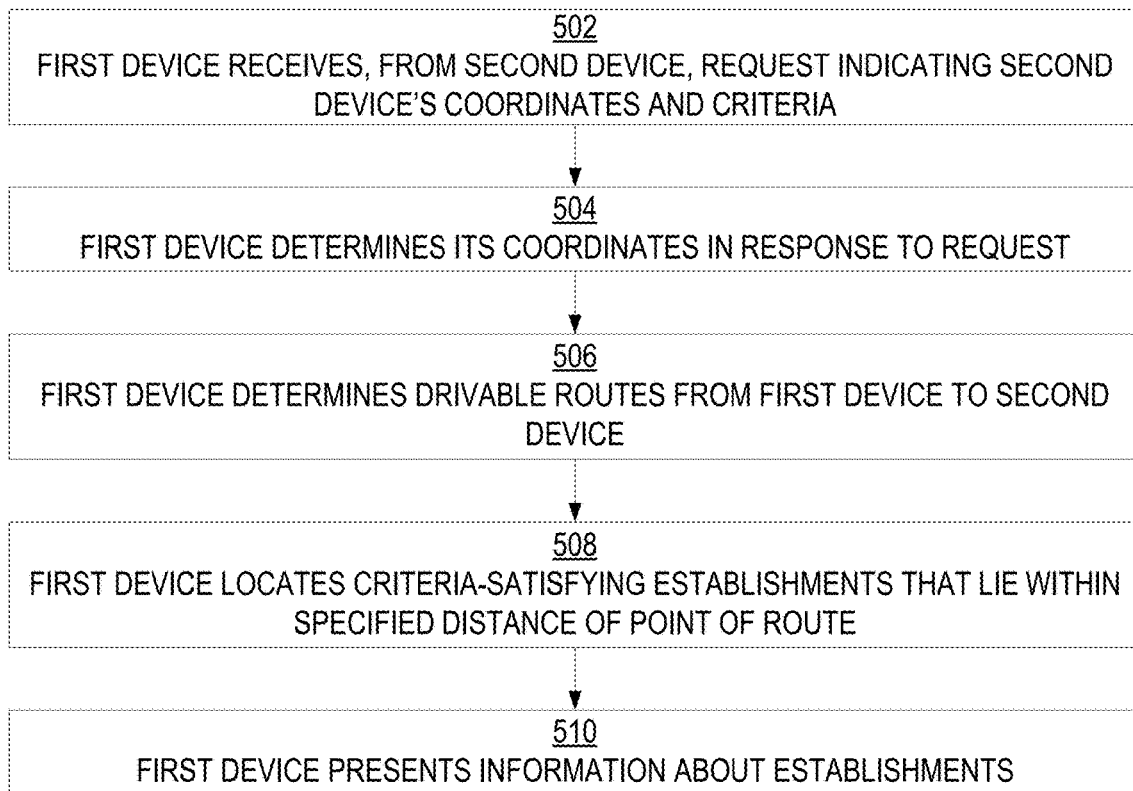 502
FIRST DEVICE RECEIVES, FROM SECOND DEVICE, REQUEST INDICATING SECOND
DEVICE'S COORDINATES AND CRITERIA
504
FIRST DEVICE DETERMINES ITS COORDINATES IN RESPONSE TO REQUEST
506
FIRST DEVICE DETERMINES DRIVABLE ROUTES FROM FIRST DEVICE TO SECOND
DEVICE
508
FIRST DEVICE LOCATES CRITERIA-SATISFYING ESTABLISHMENTS THAT LIE WITHIN
SPECIFIED DISTANCE OF POINT OF ROUTE
510
FIRST DEVICE PRESENTS INFORMATION ABOUT ESTABLISHMENTS